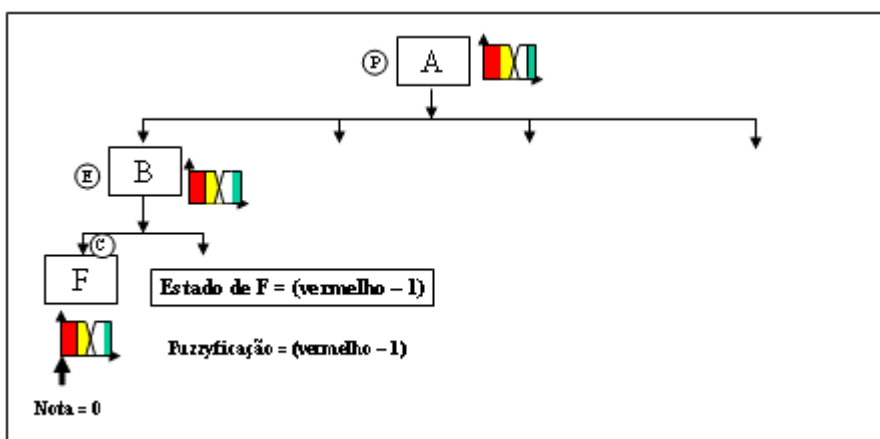 P
A
E
B
C
F
Estado de F = (vermelho – 1)
Fuzzyficação = (vermelho – 1)
Nota = 0